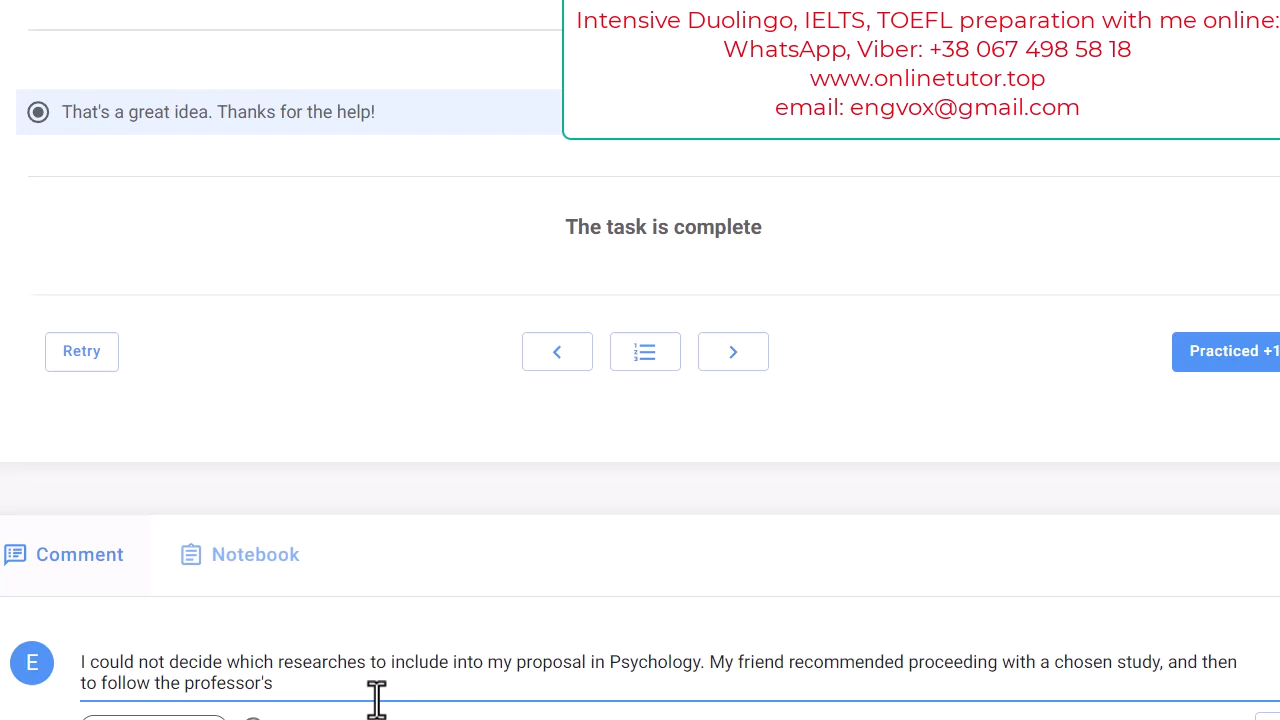 Intensive Duolingo, IELTS, TOEFL preparation with me online:
WhatsApp, Viber: +38 067 498 58 18
www.onlinetutor.top
email: engvox@gmail.com
That's a great idea. Thanks for the help!
The task is complete
Retry
Practiced +1
Comment
Notebook
E
I could not decide which researches to include into my proposal in Psychology. My friend recommended proceeding with a chosen study, and then
to follow the professor's